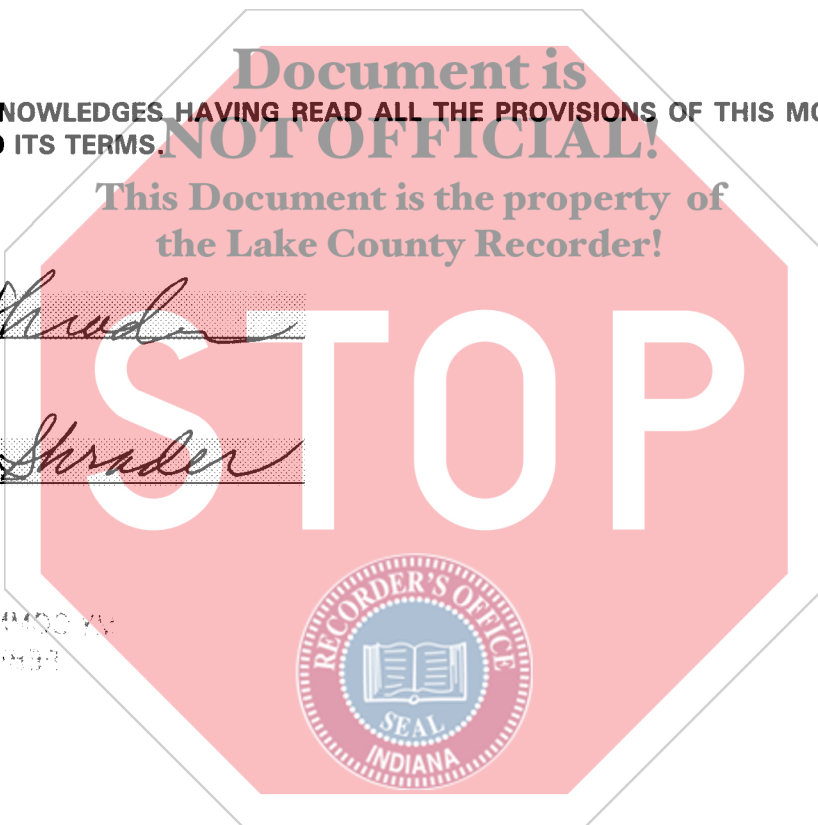 Document is
NOWLEDGES HAVING READ ALL THE PROVISIONS OF THIS MO
ITS TERMS.
NOT OFFICIAL!
This Document is the property of
the Lake County Recorder!
Shrader
Shrader
STOP
RECORDER'S OFFICE
SEAL
INDIANA